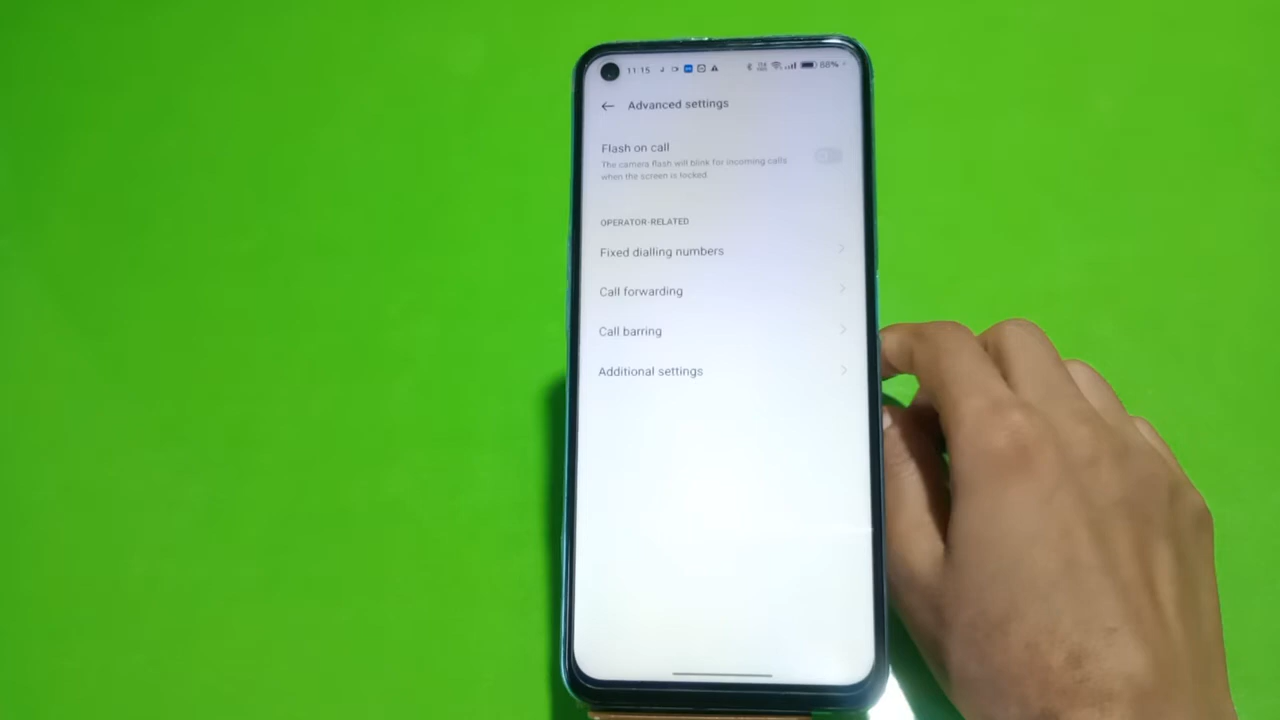 11:15 88%
Advanced settings
Flash on call
The camera flash will blink for incoming calls
when the screen is locked.
OPERATOR-RELATED
Fixed dialling numbers
Call forwarding
Call barring
Additional settings